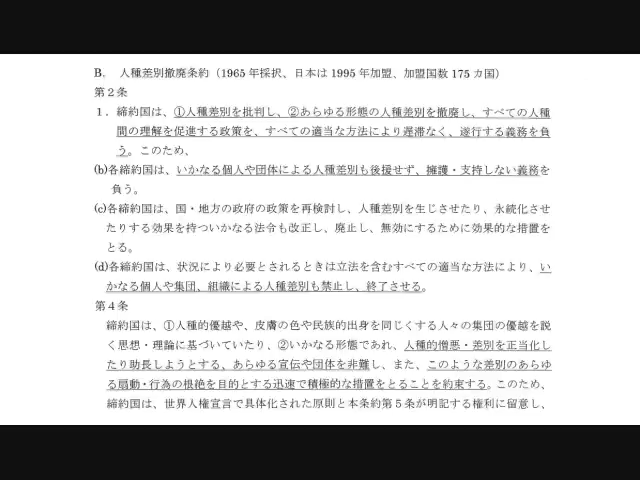 B. 人種差別撤廃条約（1965 年採択、日本は 1995 年加盟、加盟国数 175 カ国）
第２条
１．締約国は、①人種差別を批判し、②あらゆる形態の人種差別を撤廃し、すべての人種
間の理解を促進する政策を、すべての適当な方法により遅滞なく、遂行する義務を負
う。このため、
(b)各締約国は、いかなる個人や団体による人種差別も後援せず、擁護・支持しない義務を
負う。
(c)各締約国は、国・地方の政府の政策を再検討し、人種差別を生じさせたり、永続化させ
たりする効果を持ついかなる法令も改正し、廃止し、無効にするために効果的な措置を
とる。
(d)各締約国は、状況により必要とされるときは立法を含むすべての適当な方法により、い
かなる個人や集団、組織による人種差別も禁止し、終了させる。
第４条
締約国は、①人種的優越や、皮膚の色や民族的出身を同じくする人々の集団の優越を説
く思想・理論に基づいていたり、②いかなる形態であれ、人種的憎悪・差別を正当化し
たり助長しようとする、あらゆる宣伝や団体を非難し、また、このような差別のあらゆ
る扇動・行為の根絶を目的とする迅速で積極的な措置をとることを約束する。このため、
締約国は、世界人権宣言で具体化された原則と本条約第５条が明記する権利に留意し、